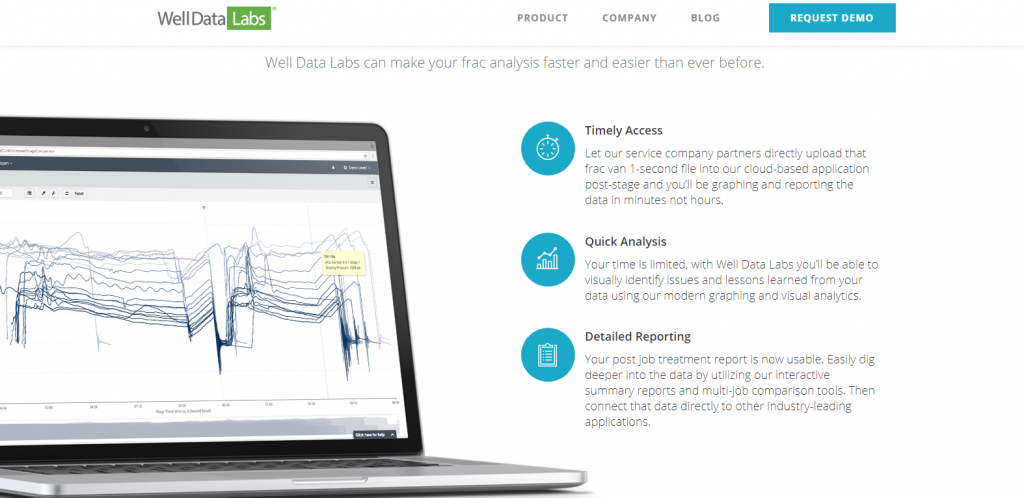 WellData Labs®
PRODUCT COMPANY BLOG REQUEST DEMO
Well Data Labs can make your frac analysis faster and easier than ever before.
Timely Access
Let our service company partners directly upload that
frac van 1-second file into our cloud-based application
post-stage and you'll be graphing and reporting the
data in minutes not hours.
Quick Analysis
Your time is limited, with Well Data Labs you'll be able to
visually identify issues and lessons learned from your
data using our modern graphing and visual analytics.
Detailed Reporting
Your post job treatment report is now usable. Easily dig
deeper into the data by utilizing our interactive
summary reports and multi-job comparison tools. Then
connect that data directly to other industry-leading
applications.
Click here for help